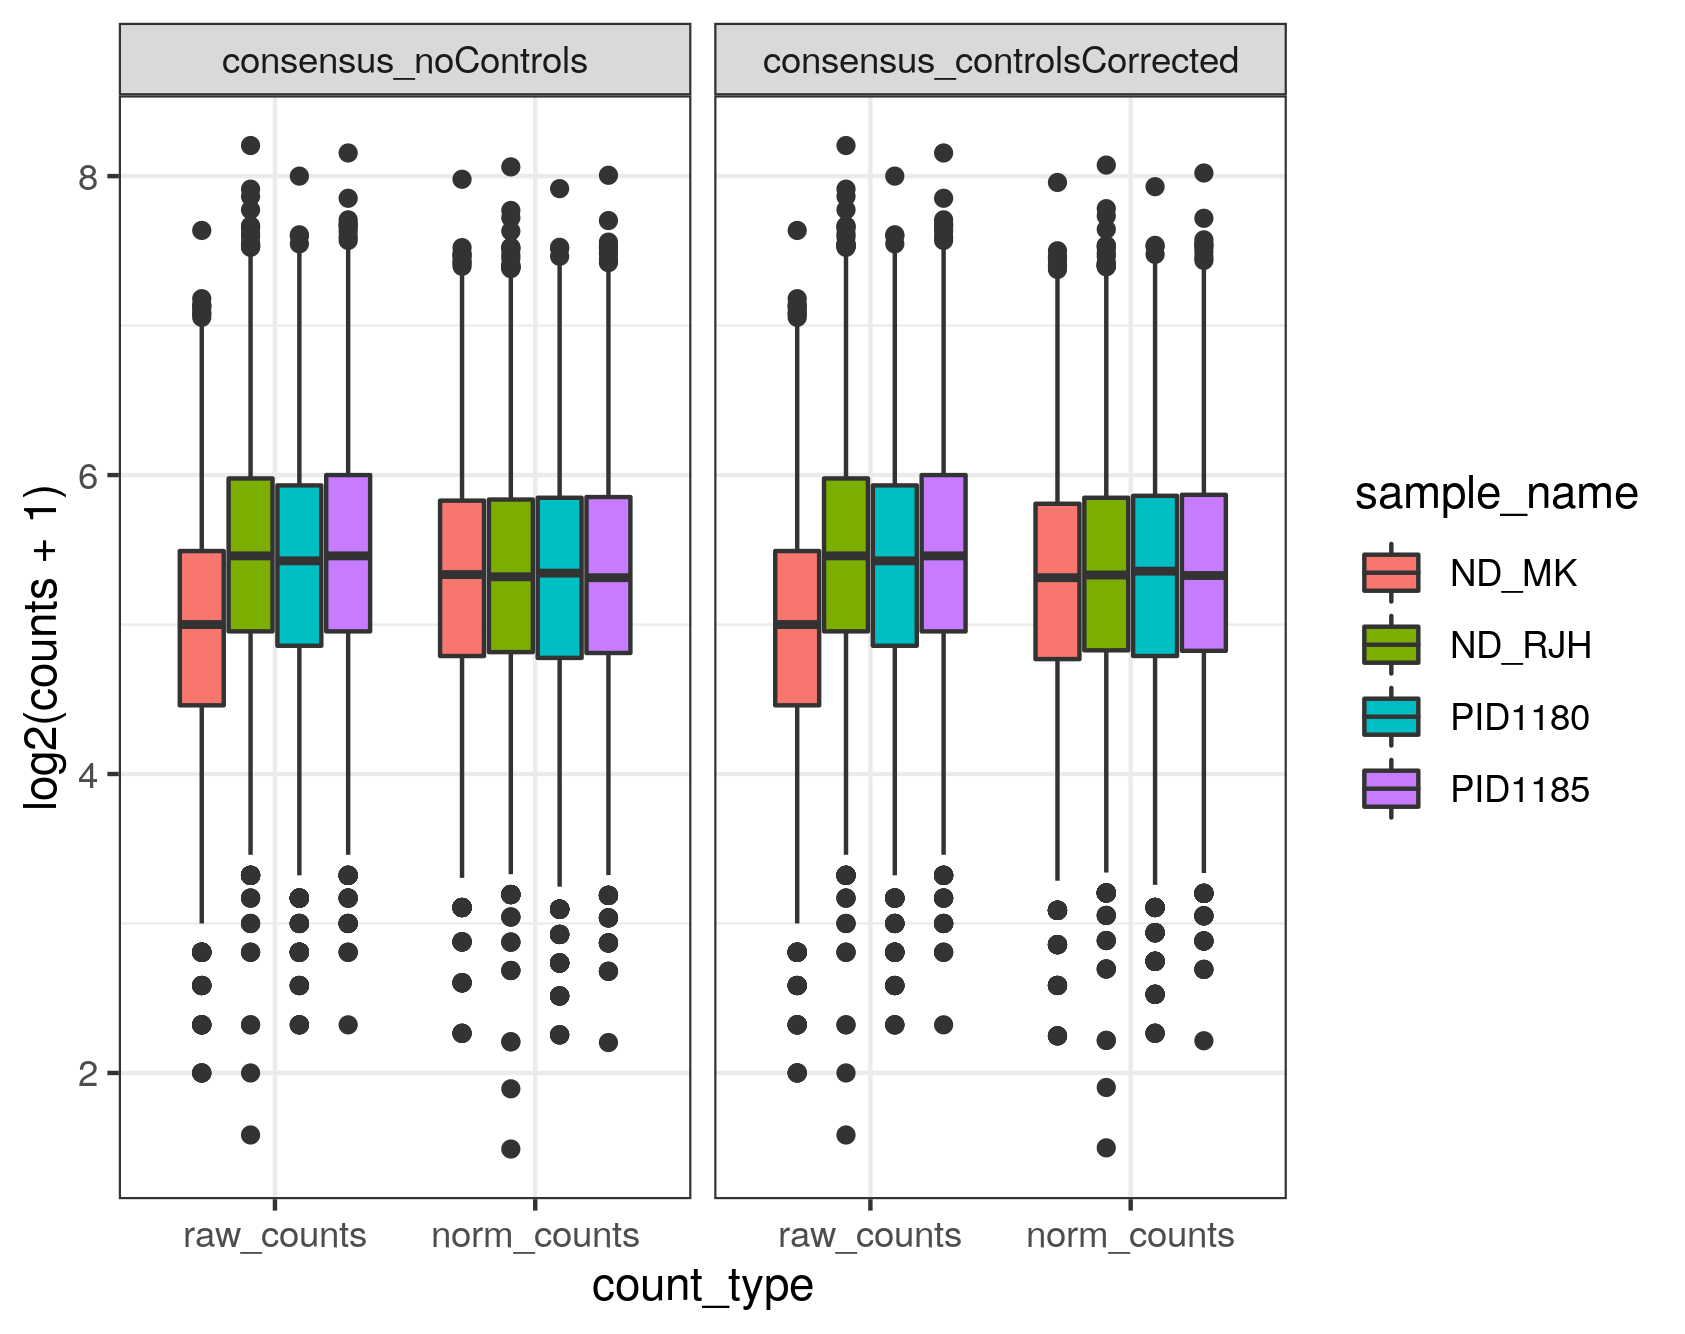 consensus_noControls
consensus_controlsCorrected
log2(counts + 1)
8
6
4
2
raw_counts
norm_counts
raw_counts
norm_counts
count_type
sample_name
ND_MK
ND_RJH
PID1180
PID1185